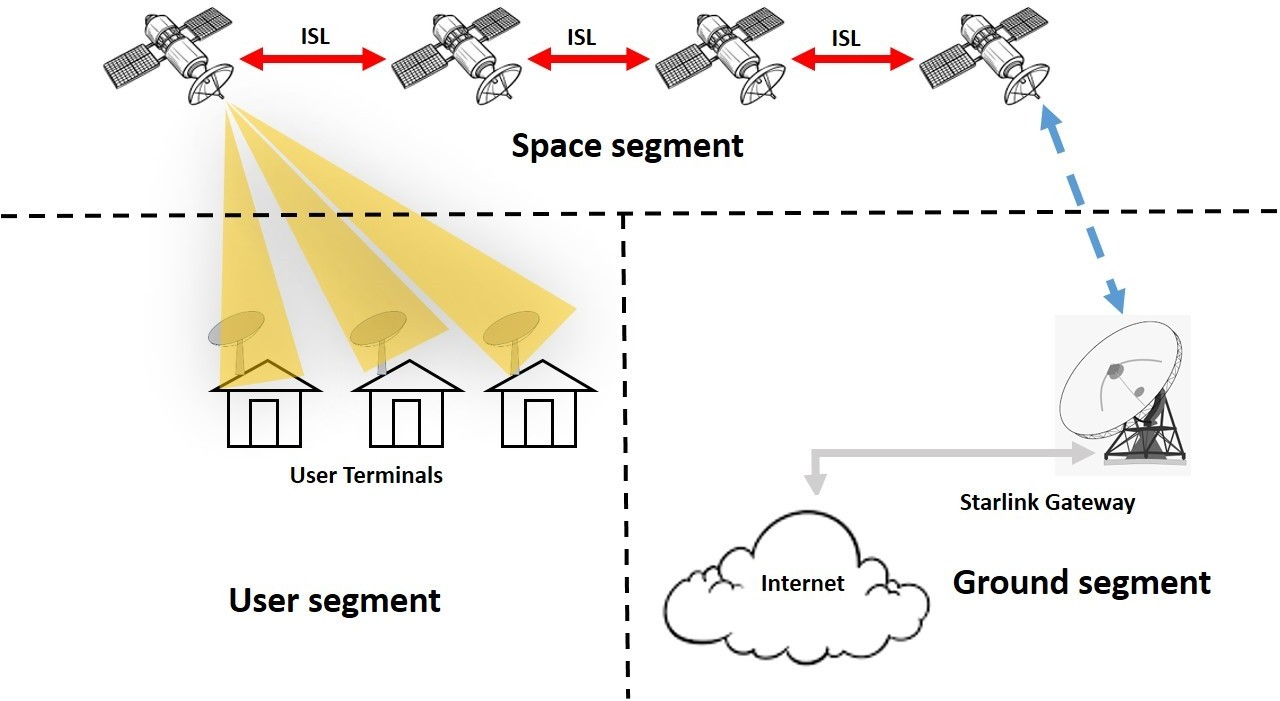 ISL
ISL
ISL
Space segment
User Terminals
Starlink Gateway
Internet
Ground segment
User segment